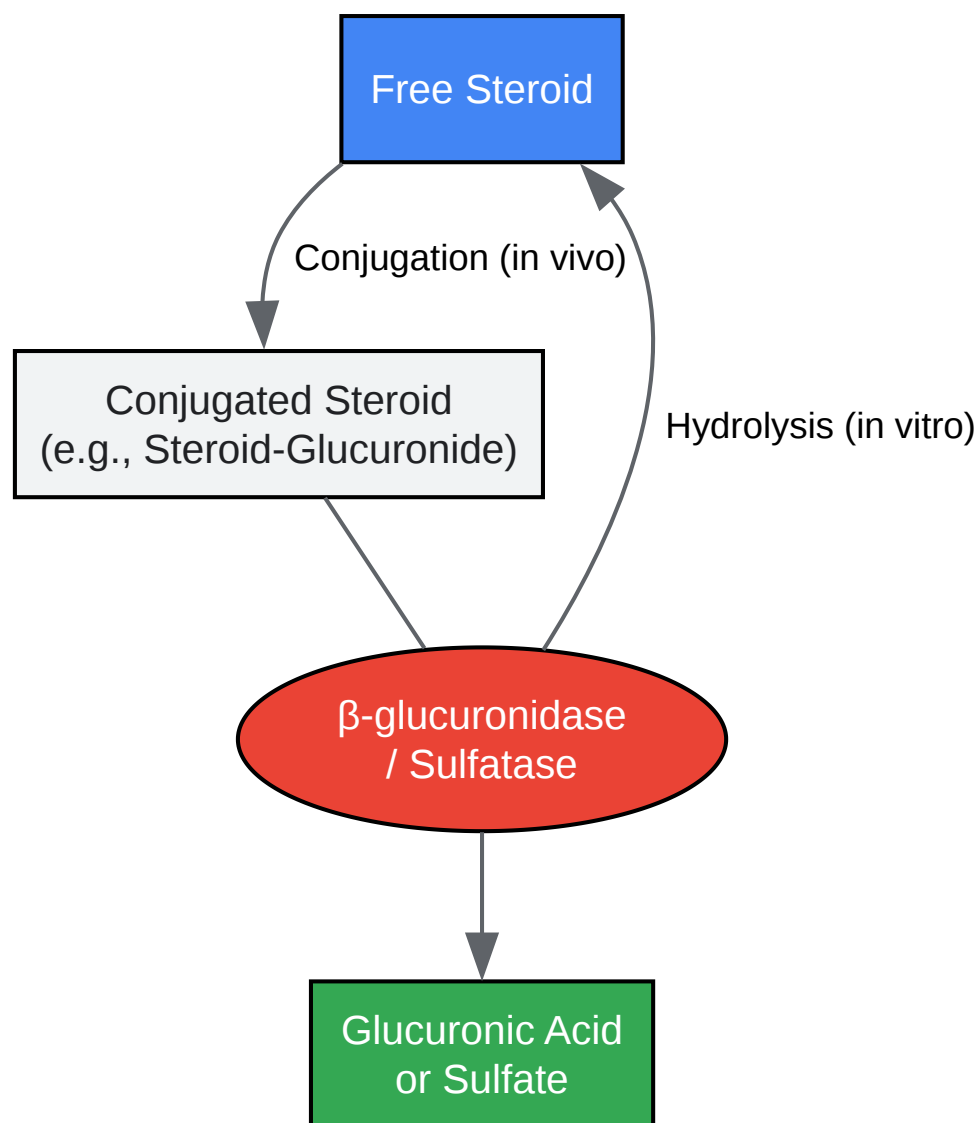 Free Steroid
Conjugation (in vivo)
Conjugated Steroid
(e.g., Steroid-Glucuronide)
Hydrolysis (in vitro)
β-glucuronidase
/ Sulfatase
Glucuronic Acid
or Sulfate